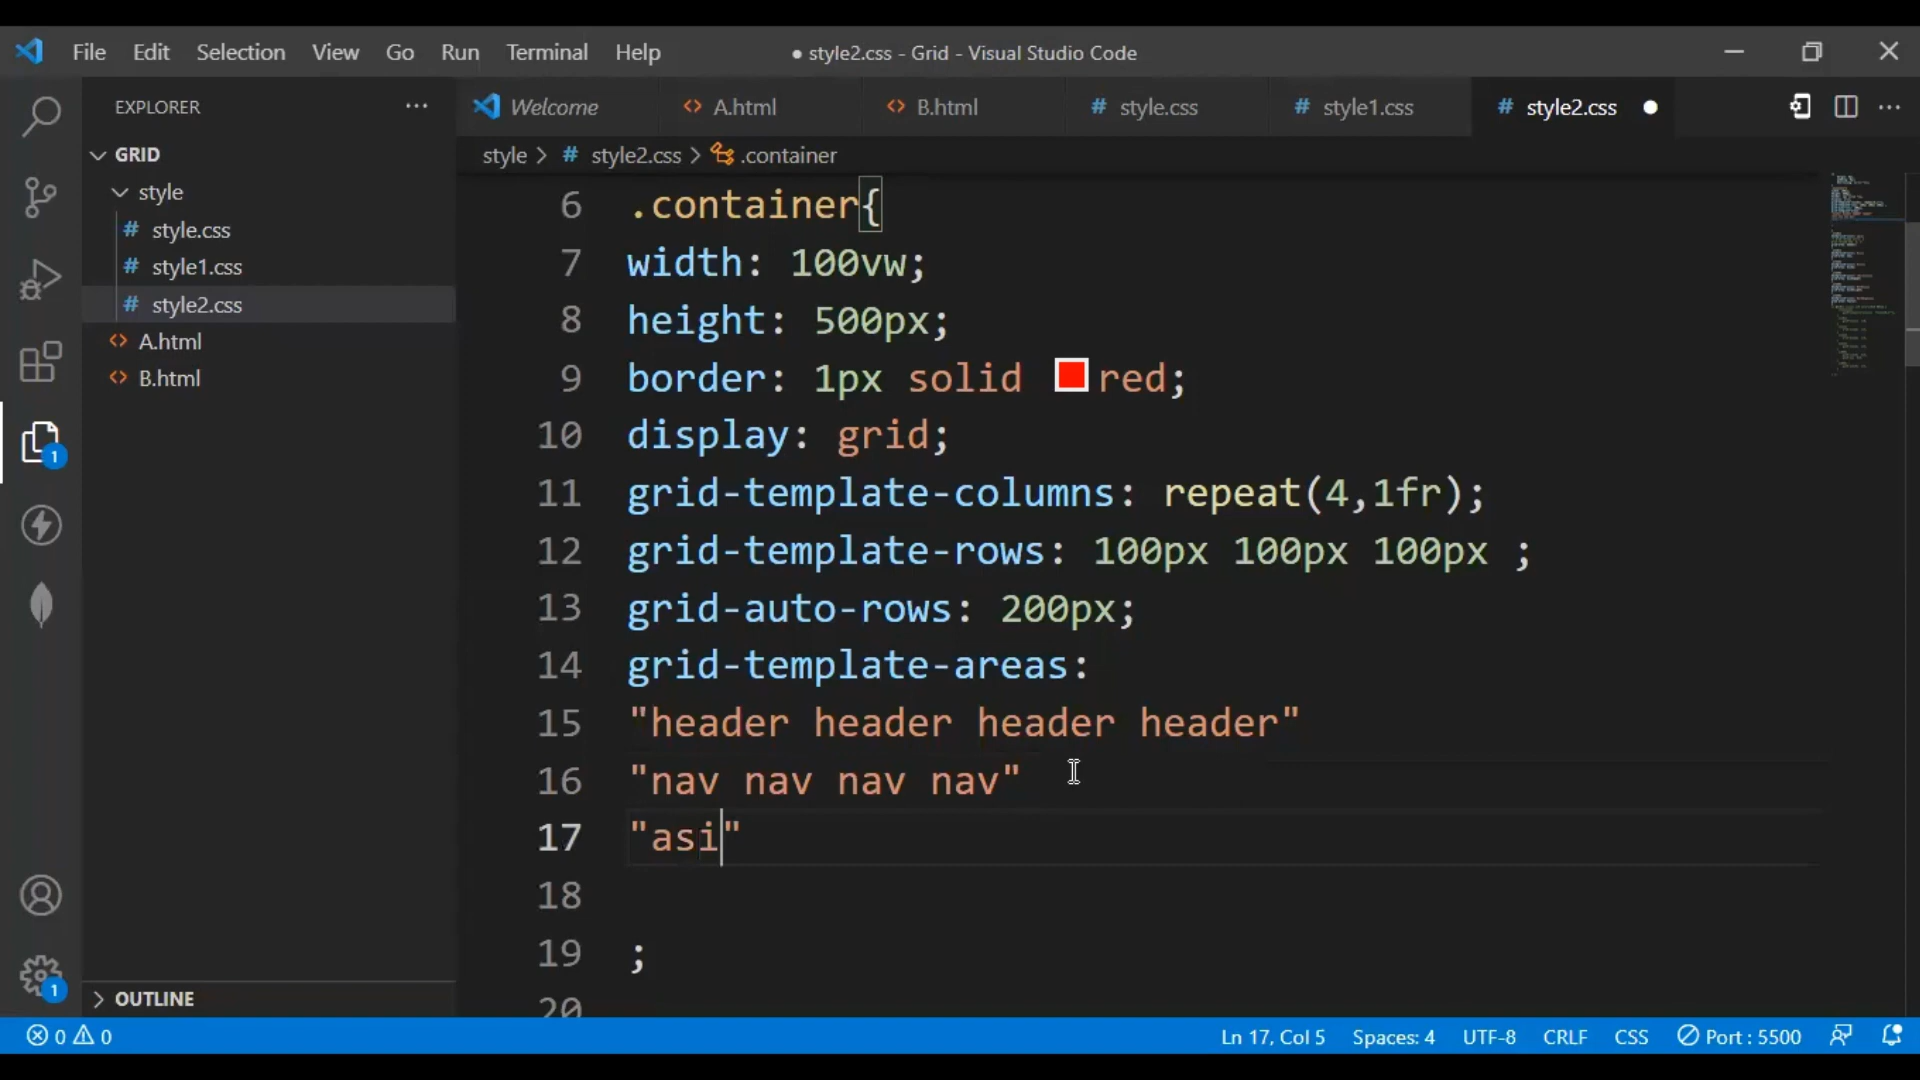 File Edit Selection View Go Run Terminal Help
● style2.css - Grid - Visual Studio Code
EXPLORER ···
Welcome <> A.html <> B.html # style.css # style1.css # style2.css ●
GRID
style
# style.css
# style1.css
# style2.css
<> A.html
<> B.html
OUTLINE
style > # style2.css > .container
6 .container{
7 width: 100vw;
8 height: 500px;
9 border: 1px solid red;
10 display: grid;
11 grid-template-columns: repeat(4,1fr);
12 grid-template-rows: 100px 100px 100px ;
13 grid-auto-rows: 200px;
14 grid-template-areas:
15 "header header header header"
16 "nav nav nav nav"
17 "asi"
18
19 ;
20
1
1
0 0 Ln 17, Col 5 Spaces: 4 UTF-8 CRLF CSS Port : 5500